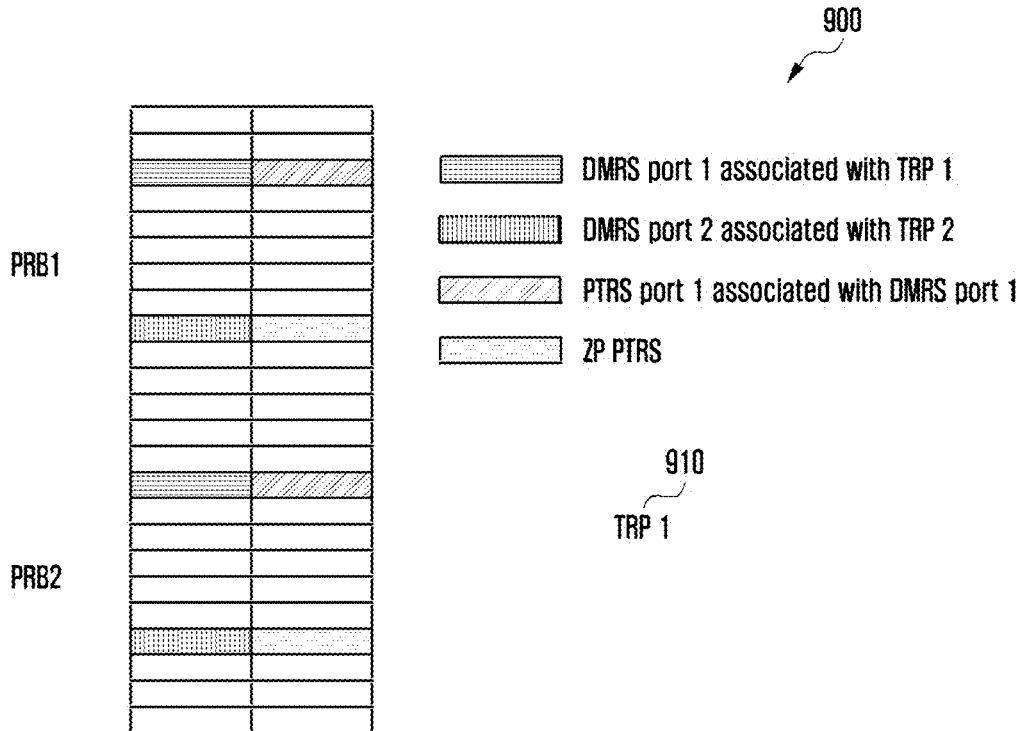 900
DMRS port 1 associated with TRP 1
DMRS port 2 associated with TRP 2
PRB1
PTRS port 1 associated with DMRS port 1
ZP PTRS
910
TRP 1
PRB2